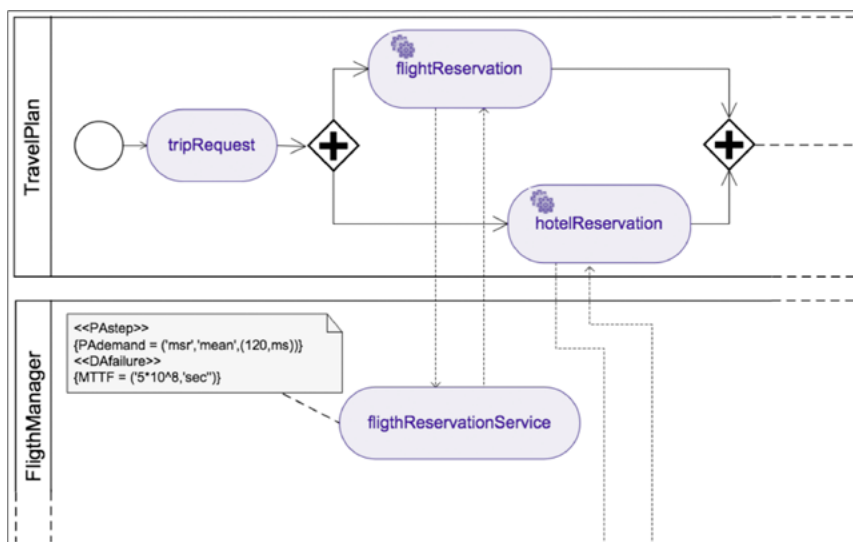 TravelPlan
flightReservation
tripRequest
hotelReservation
FligthManager
<<PAstep>>
{PAdemand = ('msr','mean',(120,ms))}
<<DAfailure>>
{MTTF = ('5*10^8,'sec")}
fligthReservationService